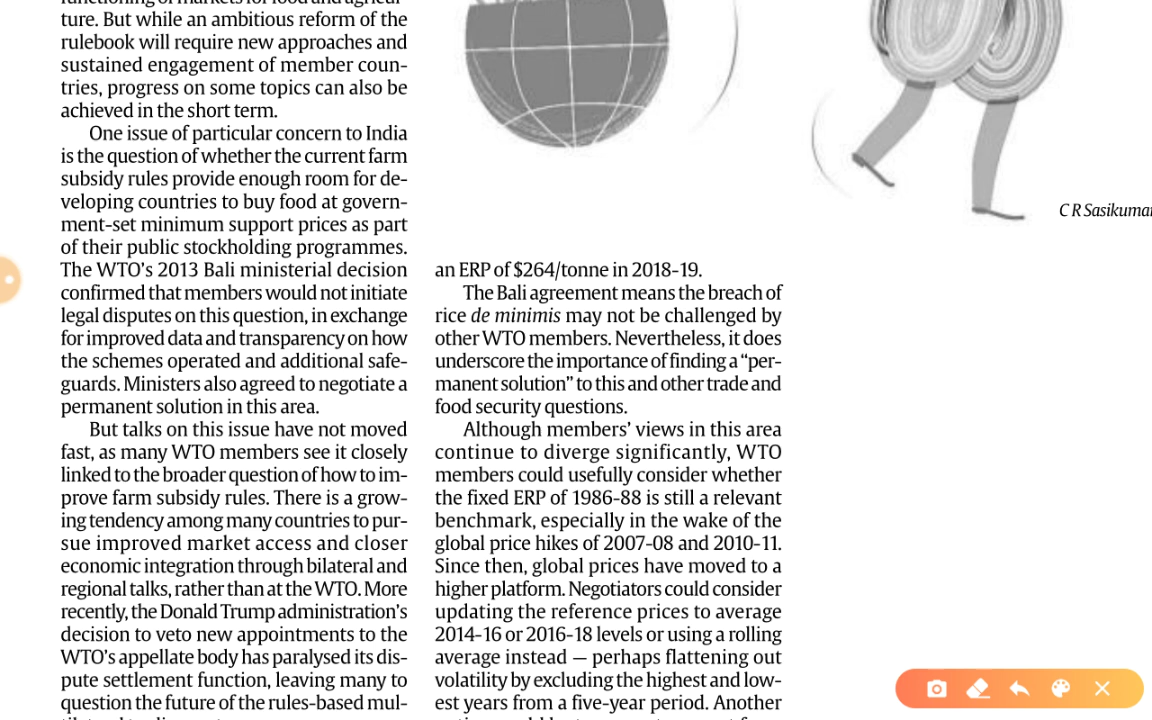 functioning of markets for food and agricul-
ture. But while an ambitious reform of the
rulebook will require new approaches and
sustained engagement of member coun-
tries, progress on some topics can also be
achieved in the short term.
One issue of particular concern to India
is the question of whether the current farm
subsidy rules provide enough room for de-
veloping countries to buy food at govern-
ment-set minimum support prices as part
of their public stockholding programmes.
The WTO's 2013 Bali ministerial decision
confirmed that members would not initiate
legal disputes on this question, in exchange
for improved data and transparency on how
the schemes operated and additional safe-
guards. Ministers also agreed to negotiate a
permanent solution in this area.
But talks on this issue have not moved
fast, as many WTO members see it closely
linked to the broader question of how to im-
prove farm subsidy rules. There is a grow-
ing tendency among many countries to pur-
sue improved market access and closer
economic integration through bilateral and
regional talks, rather than at the WTO. More
recently, the Donald Trump administration's
decision to veto new appointments to the
WTO's appellate body has paralysed its dis-
pute settlement function, leaving many to
question the future of the rules-based mul-
C R Sasikumar
an ERP of $264/tonne in 2018-19.
The Bali agreement means the breach of
rice de minimis may not be challenged by
other WTO members. Nevertheless, it does
underscore the importance of finding a “per-
manent solution” to this and other trade and
food security questions.
Although members' views in this area
continue to diverge significantly, WTO
members could usefully consider whether
the fixed ERP of 1986-88 is still a relevant
benchmark, especially in the wake of the
global price hikes of 2007-08 and 2010-11.
Since then, global prices have moved to a
higher platform. Negotiators could consider
updating the reference prices to average
2014-16 or 2016-18 levels or using a rolling
average instead — perhaps flattening out
volatility by excluding the highest and low-
est years from a five-year period. Another